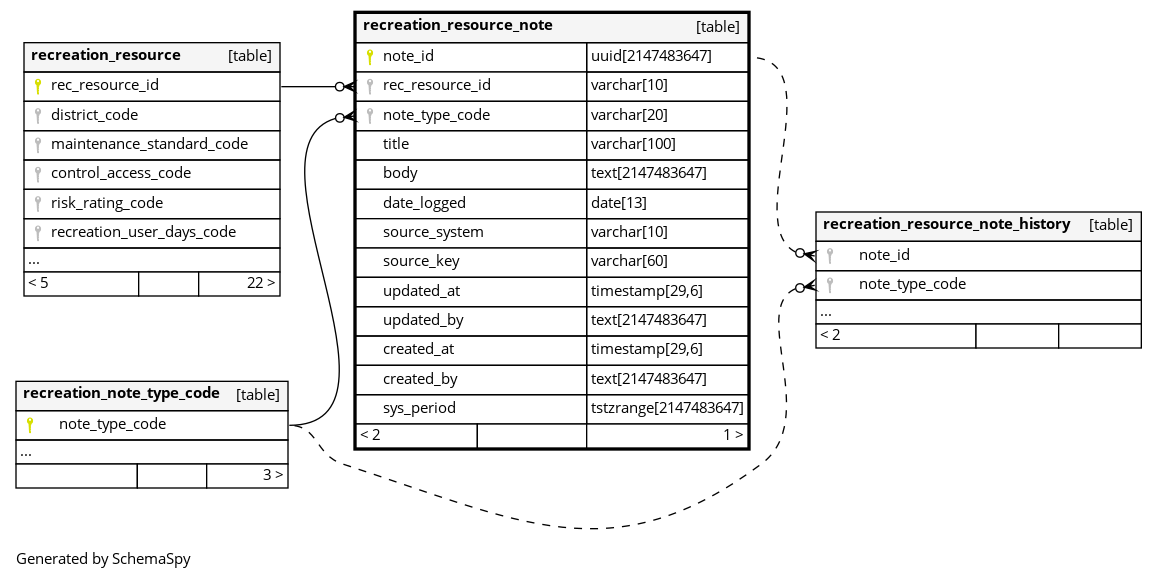 recreation_resource [table]
rec_resource_id
district_code
maintenance_standard_code
control_access_code
risk_rating_code
recreation_user_days_code
...
< 5 22 >
recreation_note_type_code [table]
note_type_code
...
3 >
recreation_resource_note [table]
note_id uuid[2147483647]
rec_resource_id varchar[10]
note_type_code varchar[20]
title varchar[100]
body text[2147483647]
date_logged date[13]
source_system varchar[10]
source_key varchar[60]
updated_at timestamp[29,6]
updated_by text[2147483647]
created_at timestamp[29,6]
created_by text[2147483647]
sys_period tstzrange[2147483647]
< 2 1 >
recreation_resource_note_history [table]
note_id
note_type_code
...
< 2
Generated by SchemaSpy